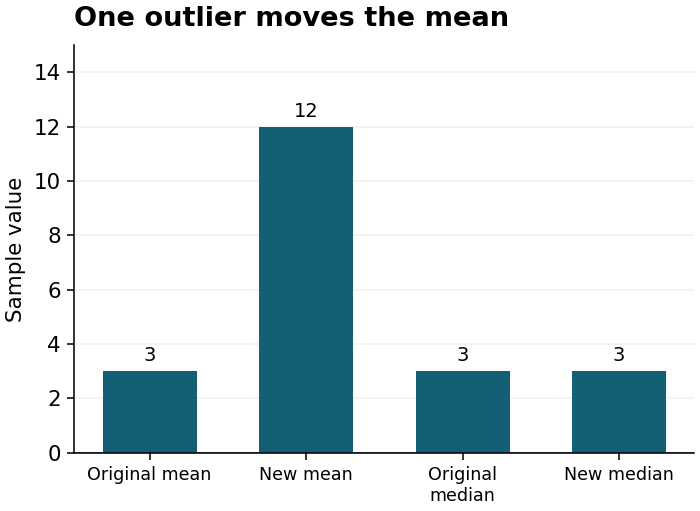 One outlier moves the mean
Sample value
14
12
10
8
6
4
2
0
3
12
3
3
Original mean
New mean
Original
median
New median